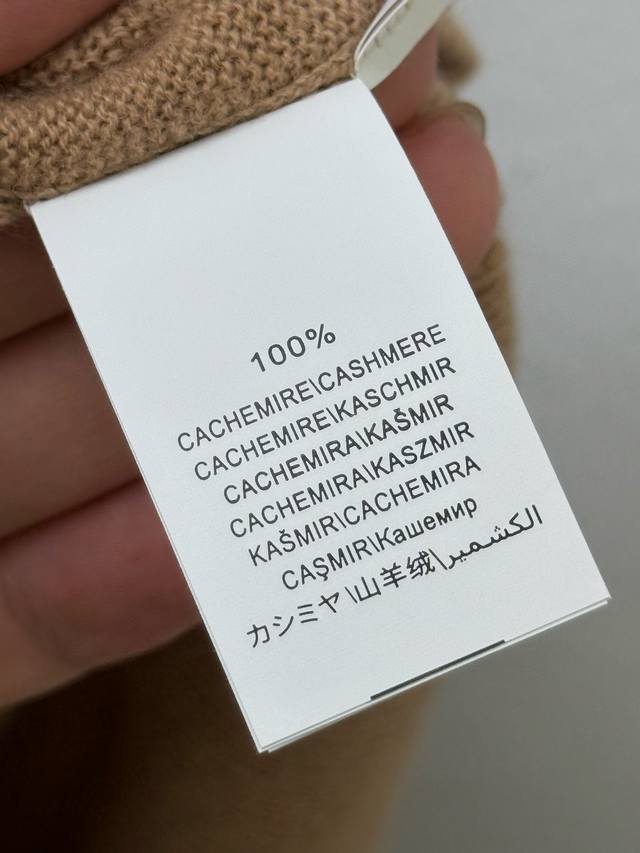 100%
CACHEMIRE\CASHMERE
CACHEMIRE\KASCHMIR
CACHEMIRA\KAŠMIR
CACHEMIRA\KASZMIR
KAŠMIR\CACHEMIRA
CAŞMIR\Кашемир
カシミヤ\山羊绒\الكشمير